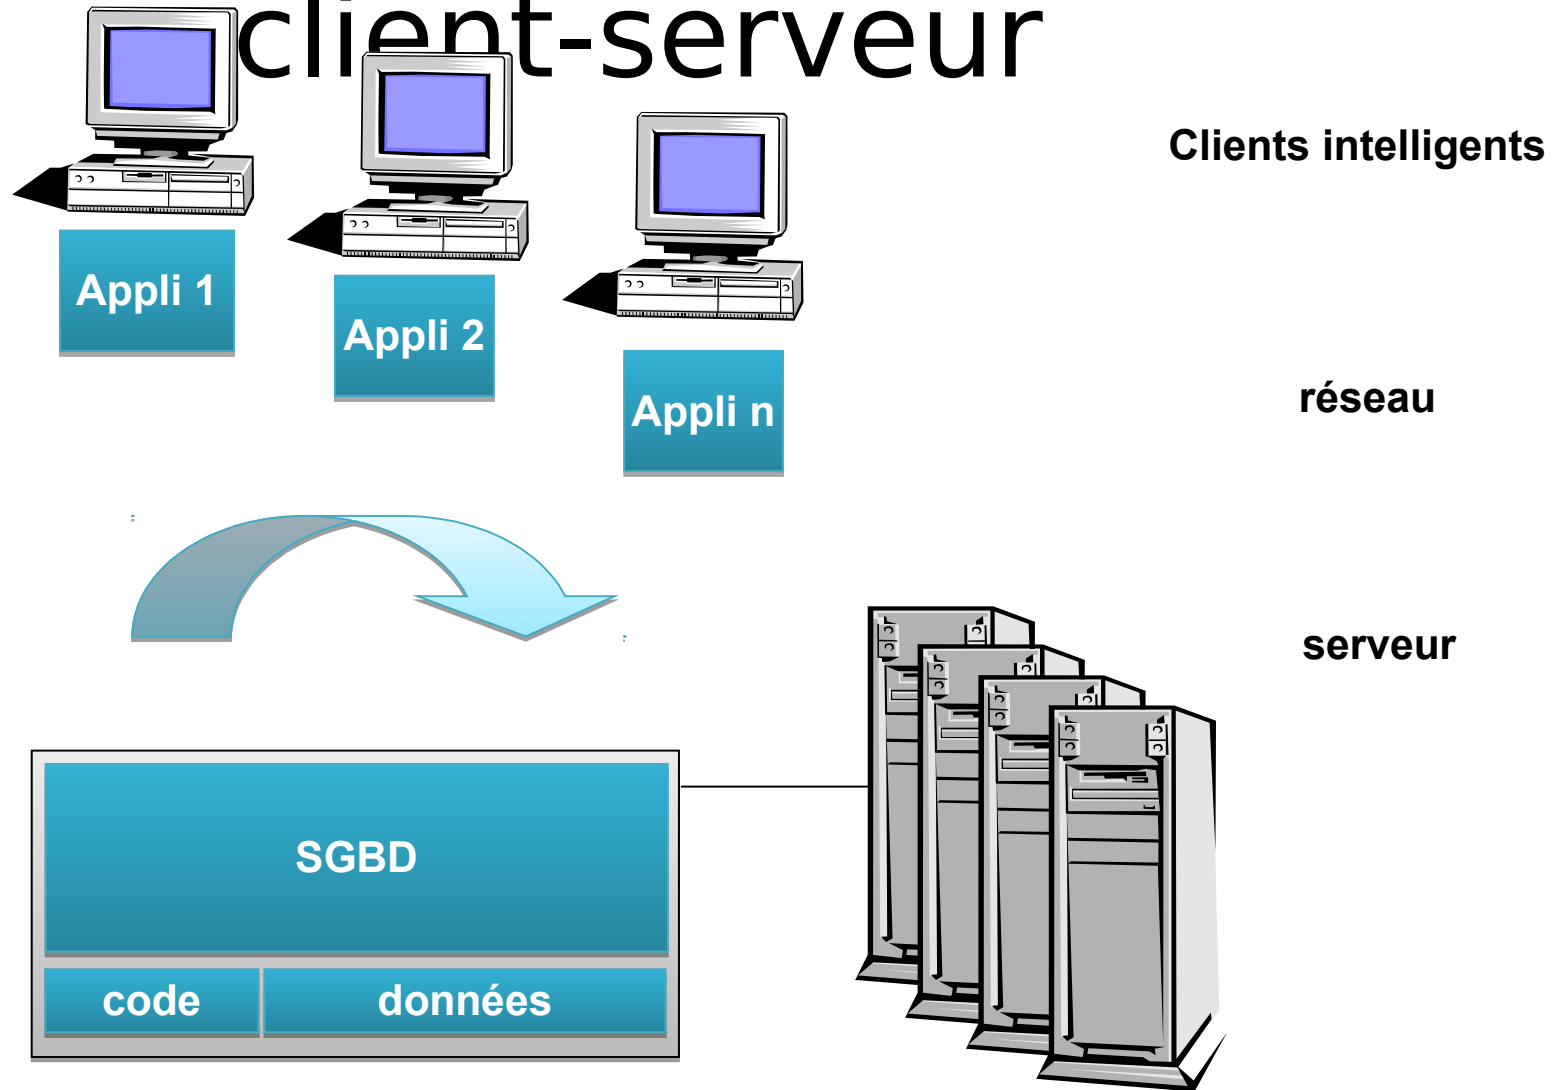 client-serveur
Clients intelligents
Appli 1
Appli 2
Appli n
réseau
serveur
SGBD
code
données